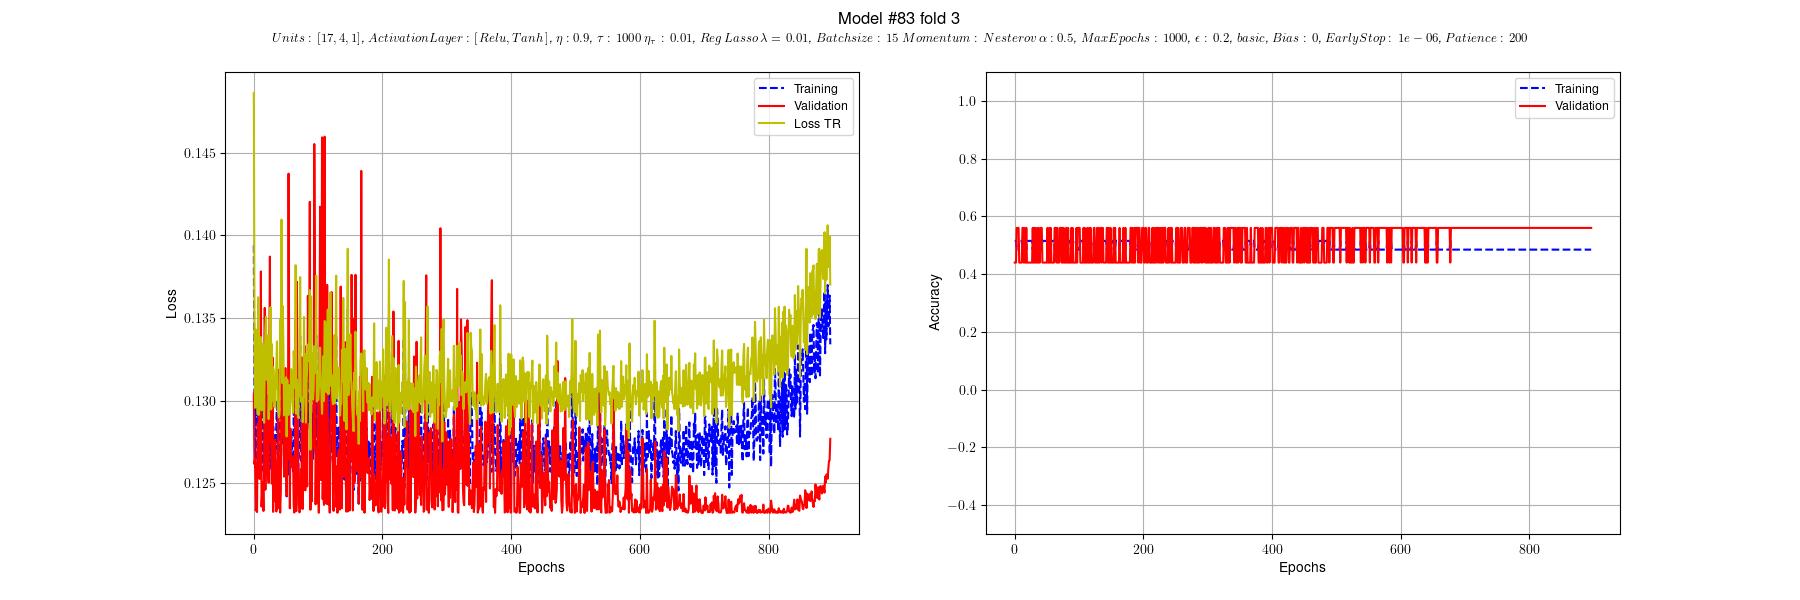 Model #83 fold 3
Units : [17, 4, 1], ActivationLayer : [Relu, Tanh], η : 0.9, τ : 1000 ητ : 0.01, Reg Lasso λ = 0.01, Batchsize : 15 Momentum : Nesterov α : 0.5, MaxEpochs : 1000, ϵ : 0.2, basic, Bias : 0, EarlyStop : 1e − 06, Patience : 200
Training
Validation
Loss TR
0.145
0.140
0.135
0.130
0.125
Loss
0 200 400 600 800
Epochs
Training
Validation
1.0
0.8
0.6
0.4
0.2
0.0
−0.2
−0.4
Accuracy
0 200 400 600 800
Epochs